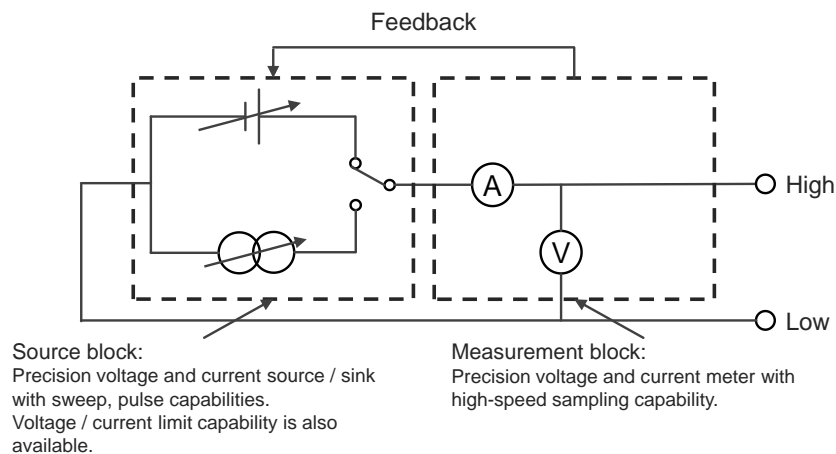 Feedback
A
High
V
Low
Source block:
Precision voltage and current source / sink
with sweep, pulse capabilities.
Voltage / current limit capability is also
available.
Measurement block:
Precision voltage and current meter with
high-speed sampling capability.